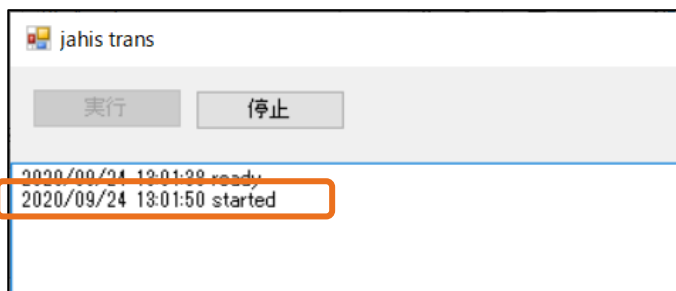 jahis trans
実行 停止
2020/09/24 13:01:38 ready
2020/09/24 13:01:50 started